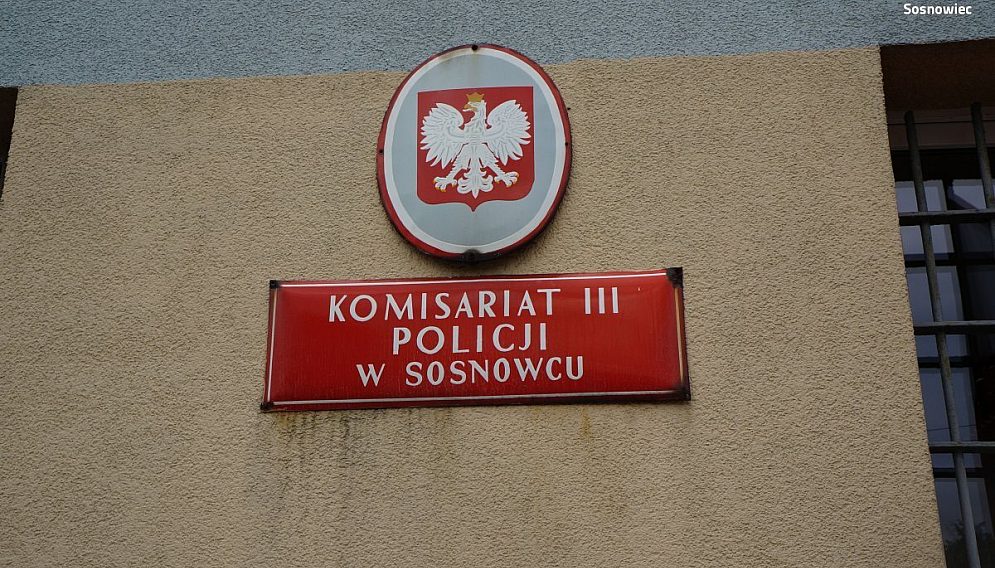 Sosnowiec
KOMISARIAT III
POLICJI
W SOSNOWCU